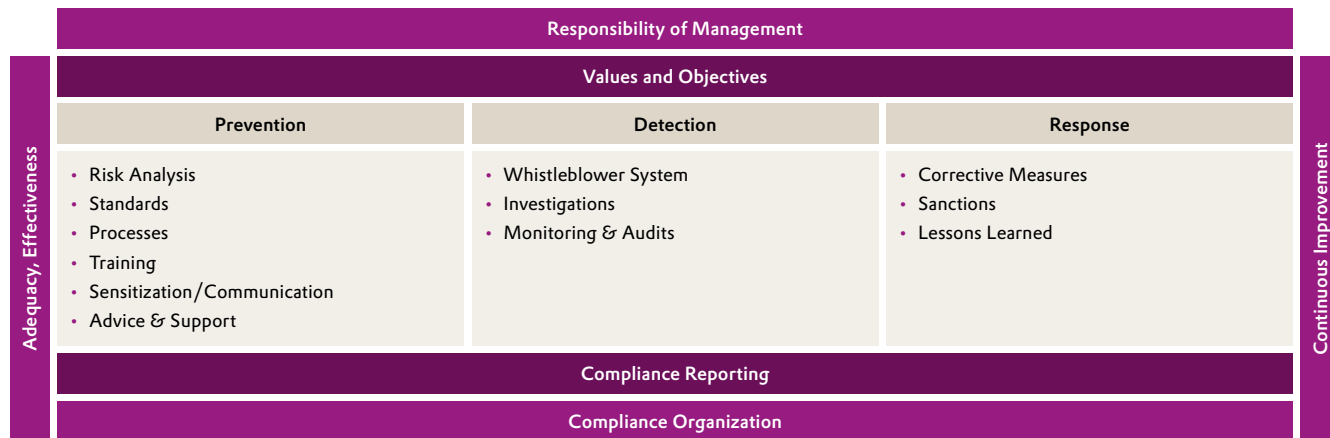 Responsibility of Management
Adequacy, Effectiveness
Values and Objectives
Prevention
• Risk Analysis
• Standards
• Processes
• Training
• Sensitization/Communication
• Advice & Support
Detection
• Whistleblower System
• Investigations
• Monitoring & Audits
Response
• Corrective Measures
• Sanctions
• Lessons Learned
Continuous Improvement
Compliance Reporting
Compliance Organization